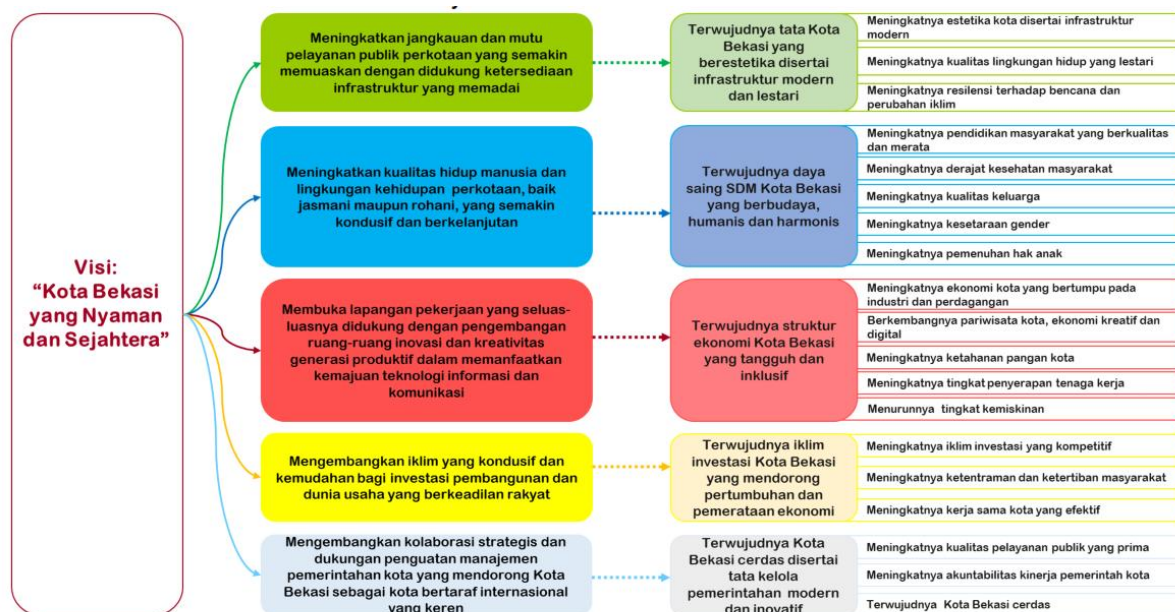 Visi:
“Kota Bekasi
yang Nyaman
dan Sejahtera”
Meningkatkan jangkauan dan mutu
pelayanan publik perkotaan yang semakin
memuaskan dengan didukung ketersediaan
infrastruktur yang memadai
Terwujudnya tata Kota
Bekasi yang
berestetika disertai
infrastruktur modern
dan lestari
Meningkatnya estetika kota disertai infrastruktur
modern
Meningkatnya kualitas lingkungan hidup yang lestari
Meningkatnya resilensi terhadap bencana dan
perubahan iklim
Meningkatkan kualitas hidup manusia dan
lingkungan kehidupan perkotaan, baik
jasmani maupun rohani, yang semakin
kondusif dan berkelanjutan
Terwujudnya daya
saing SDM Kota Bekasi
yang berbudaya,
humanis dan harmonis
Meningkatnya pendidikan masyarakat yang berkualitas
dan merata
Meningkatnya derajat kesehatan masyarakat
Meningkatnya kualitas keluarga
Meningkatnya kesetaraan gender
Meningkatnya pemenuhan hak anak
Membuka lapangan pekerjaan yang seluas-
luasnya didukung dengan pengembangan
ruang-ruang inovasi dan kreativitas
generasi produktif dalam memanfaatkan
kemajuan teknologi informasi dan
komunikasi
Terwujudnya struktur
ekonomi Kota Bekasi
yang tangguh dan
inklusif
Meningkatnya ekonomi kota yang bertumpu pada
industri dan perdagangan
Berkembangnya pariwisata kota, ekonomi kreatif dan
digital
Meningkatnya ketahanan pangan kota
Meningkatnya tingkat penyerapan tenaga kerja
Menurunnya tingkat kemiskinan
Mengembangkan iklim yang kondusif dan
kemudahan bagi investasi pembangunan dan
dunia usaha yang berkeadilan rakyat
Terwujudnya iklim
investasi Kota Bekasi
yang mendorong
pertumbuhan dan
pemerataan ekonomi
Meningkatnya iklim investasi yang kompetitif
Meningkatnya ketentraman dan ketertiban masyarakat
Meningkatnya kerja sama kota yang efektif
Mengembangkan kolaborasi strategis dan
dukungan penguatan manajemen
pemerintahan kota yang mendorong Kota
Bekasi sebagai kota bertaraf internasional
yang keren
Terwujudnya Kota
Bekasi cerdas disertai
tata kelola
pemerintahan modern
dan inovatif
Meningkatnya kualitas pelayanan publik yang prima
Meningkatnya akuntabilitas kinerja pemerintah kota
Terwujudnya Kota Bekasi cerdas